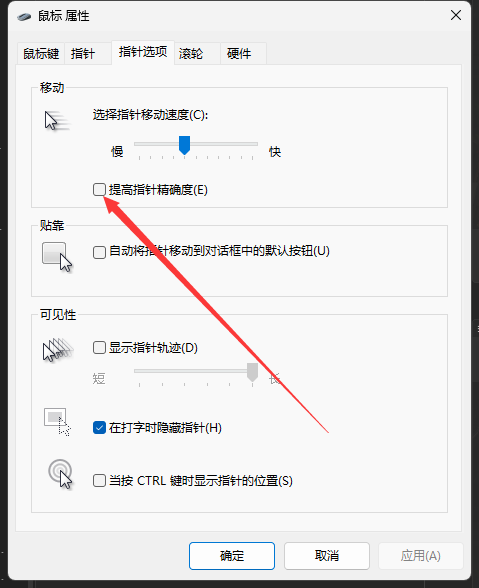 鼠标 属性
鼠标键 指针 指针选项 滚轮 硬件
移动
选择指针移动速度(C):
慢 快
提高指针精确度(E)
贴靠
自动将指针移动到对话框中的默认按钮(U)
可见性
显示指针轨迹(D)
短 长
在打字时隐藏指针(H)
当按 CTRL 键时显示指针的位置(S)
确定 取消 应用(A)